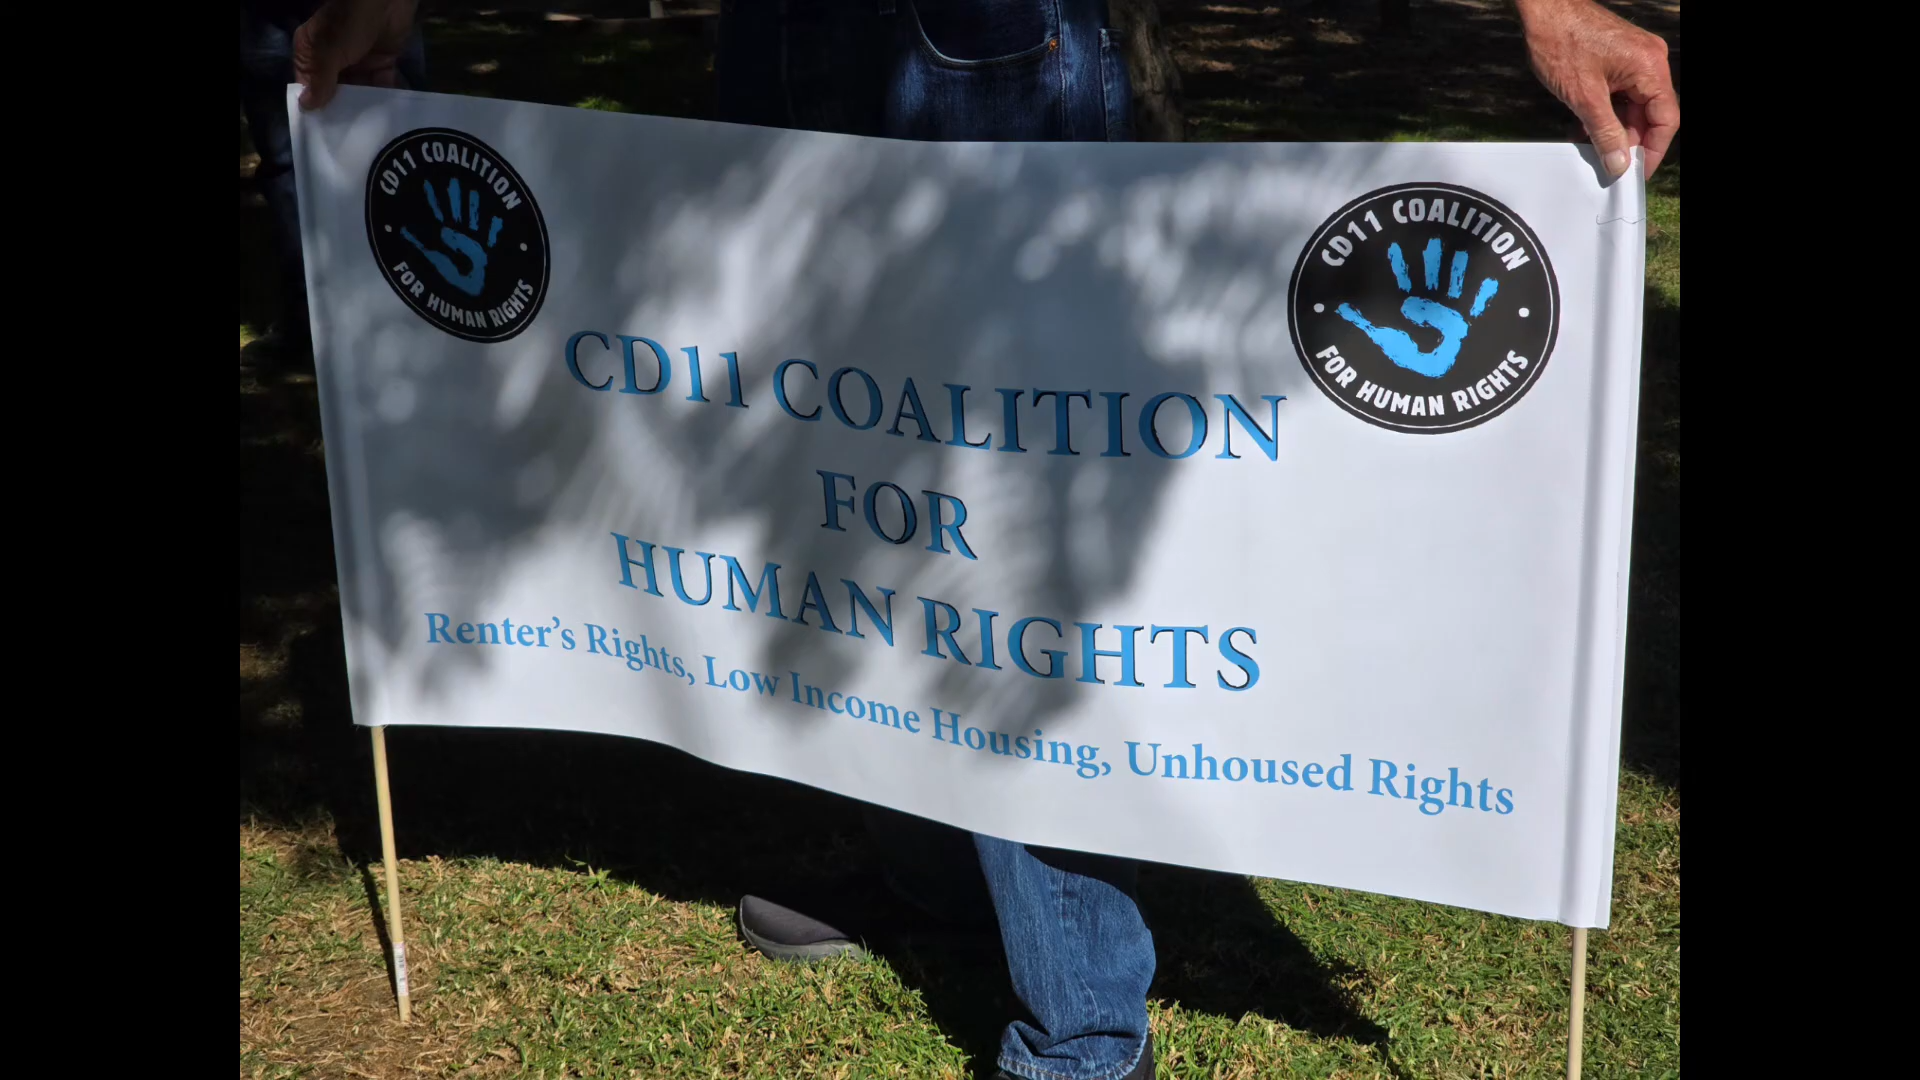 CD11 COALITION
FOR HUMAN RIGHTS
CD11 COALITION
FOR HUMAN RIGHTS
CD11 COALITION
FOR
HUMAN RIGHTS
Renter's Rights, Low Income Housing, Unhoused Rights